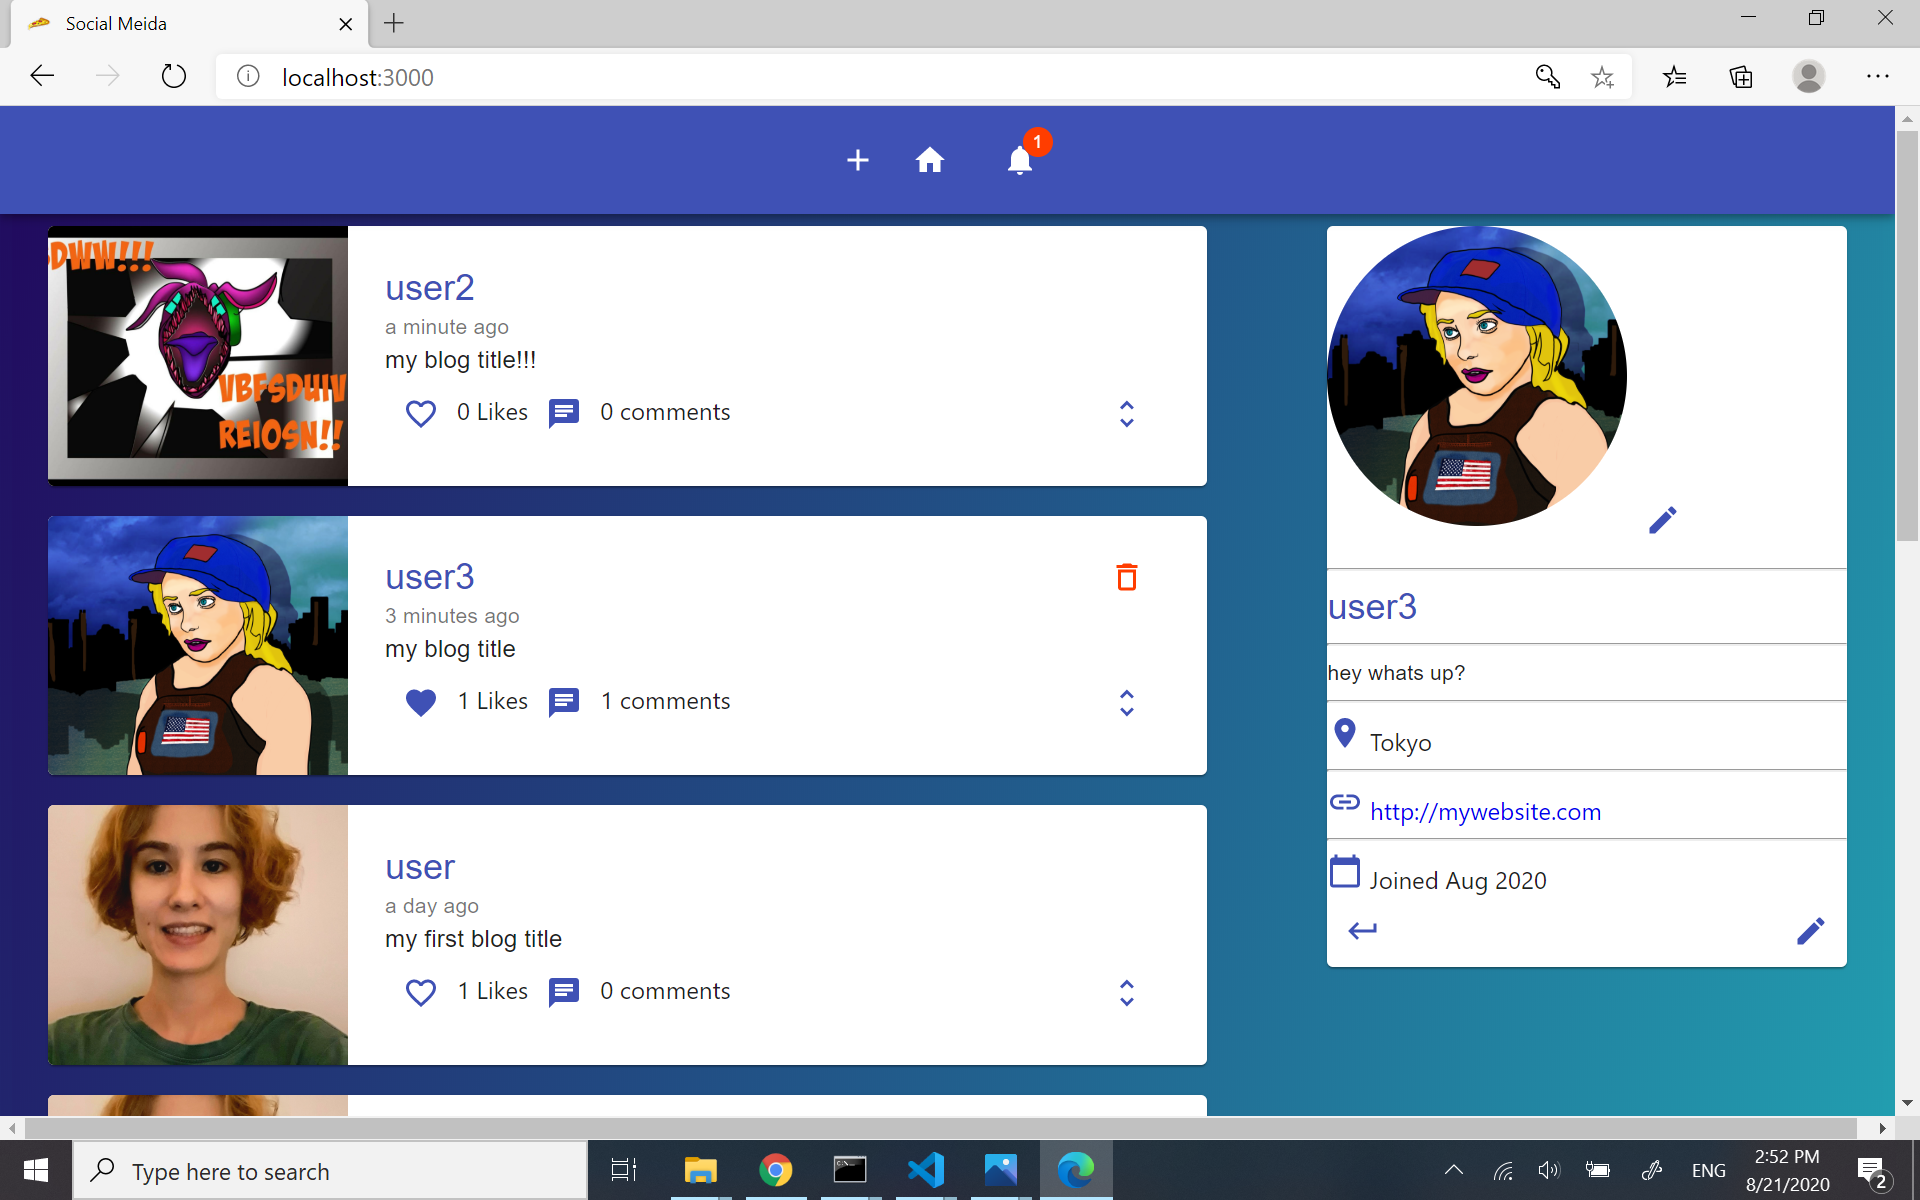 Social Meida
localhost:3000
1
DWW!!!
VBFSDUIV
REIOSN!!
user2
a minute ago
my blog title!!!
0 Likes
0 comments
user3
3 minutes ago
my blog title
1 Likes
1 comments
user
a day ago
my first blog title
1 Likes
0 comments
user3
hey whats up?
Tokyo
http://mywebsite.com
Joined Aug 2020
Type here to search
ENG
2:52 PM
8/21/2020
2